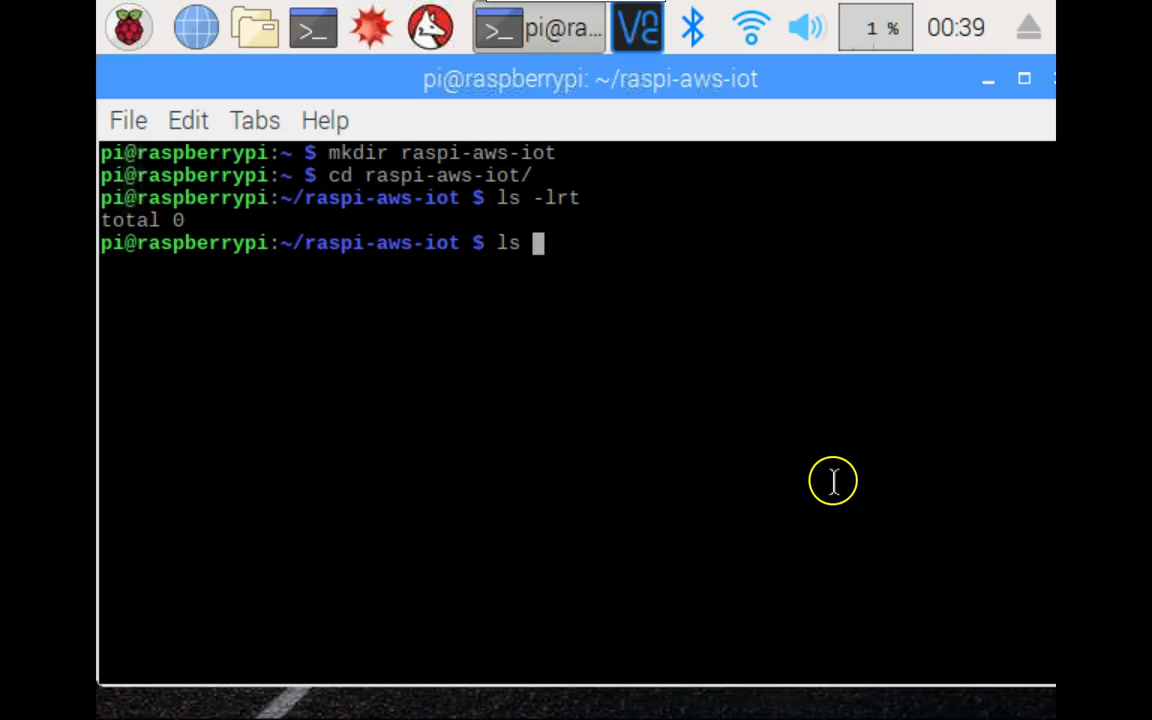 >_
>_ pi@ra... VNC 1 % 00:39
pi@raspberrypi: ~/raspi-aws-iot
File Edit Tabs Help
pi@raspberrypi:~ $ mkdir raspi-aws-iot
pi@raspberrypi:~ $ cd raspi-aws-iot/
pi@raspberrypi:~/raspi-aws-iot $ ls -lrt
total 0
pi@raspberrypi:~/raspi-aws-iot $ ls